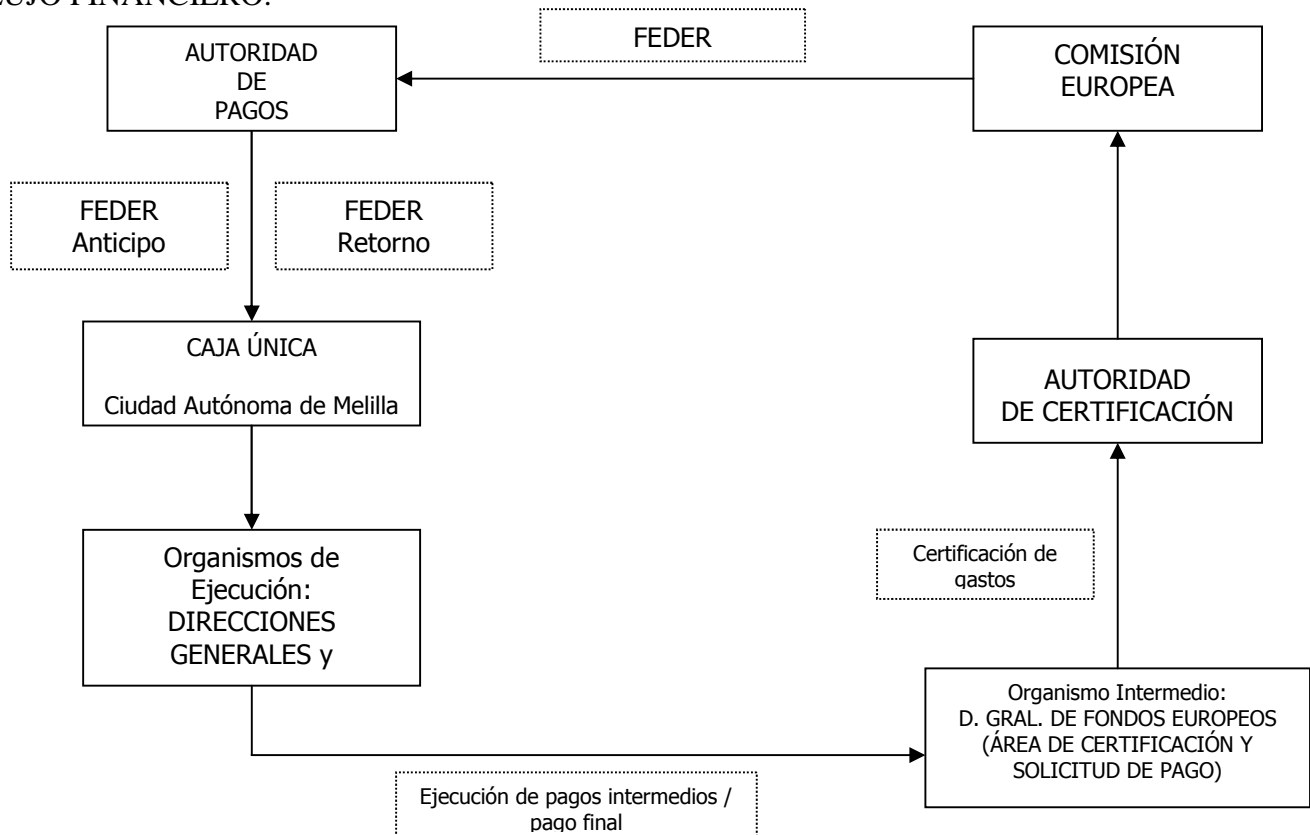 FINANCIERO:
FEDER
AUTORIDAD
DE
PAGOS
COMISIÓN
EUROPEA
FEDER
Anticipo
FEDER
Retorno
CAJA ÚNICA
Ciudad Autónoma de Melilla
AUTORIDAD
DE CERTIFICACIÓN
Organismos de
Ejecución:
DIRECCIONES
GENERALES y
Certificación de
gastos
Organismo Intermedio:
D. GRAL. DE FONDOS EUROPEOS
(ÁREA DE CERTIFICACIÓN Y
SOLICITUD DE PAGO)
Ejecución de pagos intermedios /
pago final